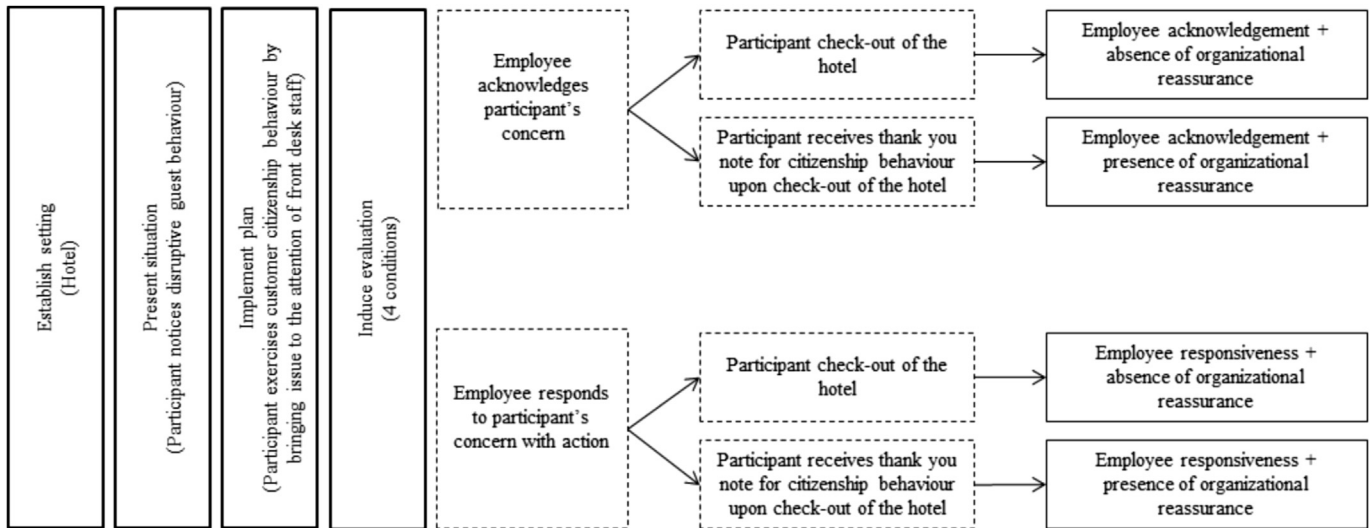 Establish setting
(Hotel)
Present situation
(Participant notices disruptive guest behaviour)
Implement plan
(Participant exercises customer citizenship behaviour by
bringing issue to the attention of front desk staff)
Induce evaluation
(4 conditions)
Employee
acknowledges
participant's
concern
Participant check-out of the
hotel
Employee acknowledgement +
absence of organizational
reassurance
Participant receives thank you
note for citizenship behaviour
upon check-out of the hotel
Employee acknowledgement +
presence of organizational
reassurance
Employee responds
to participant's
concern with action
Participant check-out of the
hotel
Employee responsiveness +
absence of organizational
reassurance
Participant receives thank you
note for citizenship behaviour
upon check-out of the hotel
Employee responsiveness +
presence of organizational
reassurance